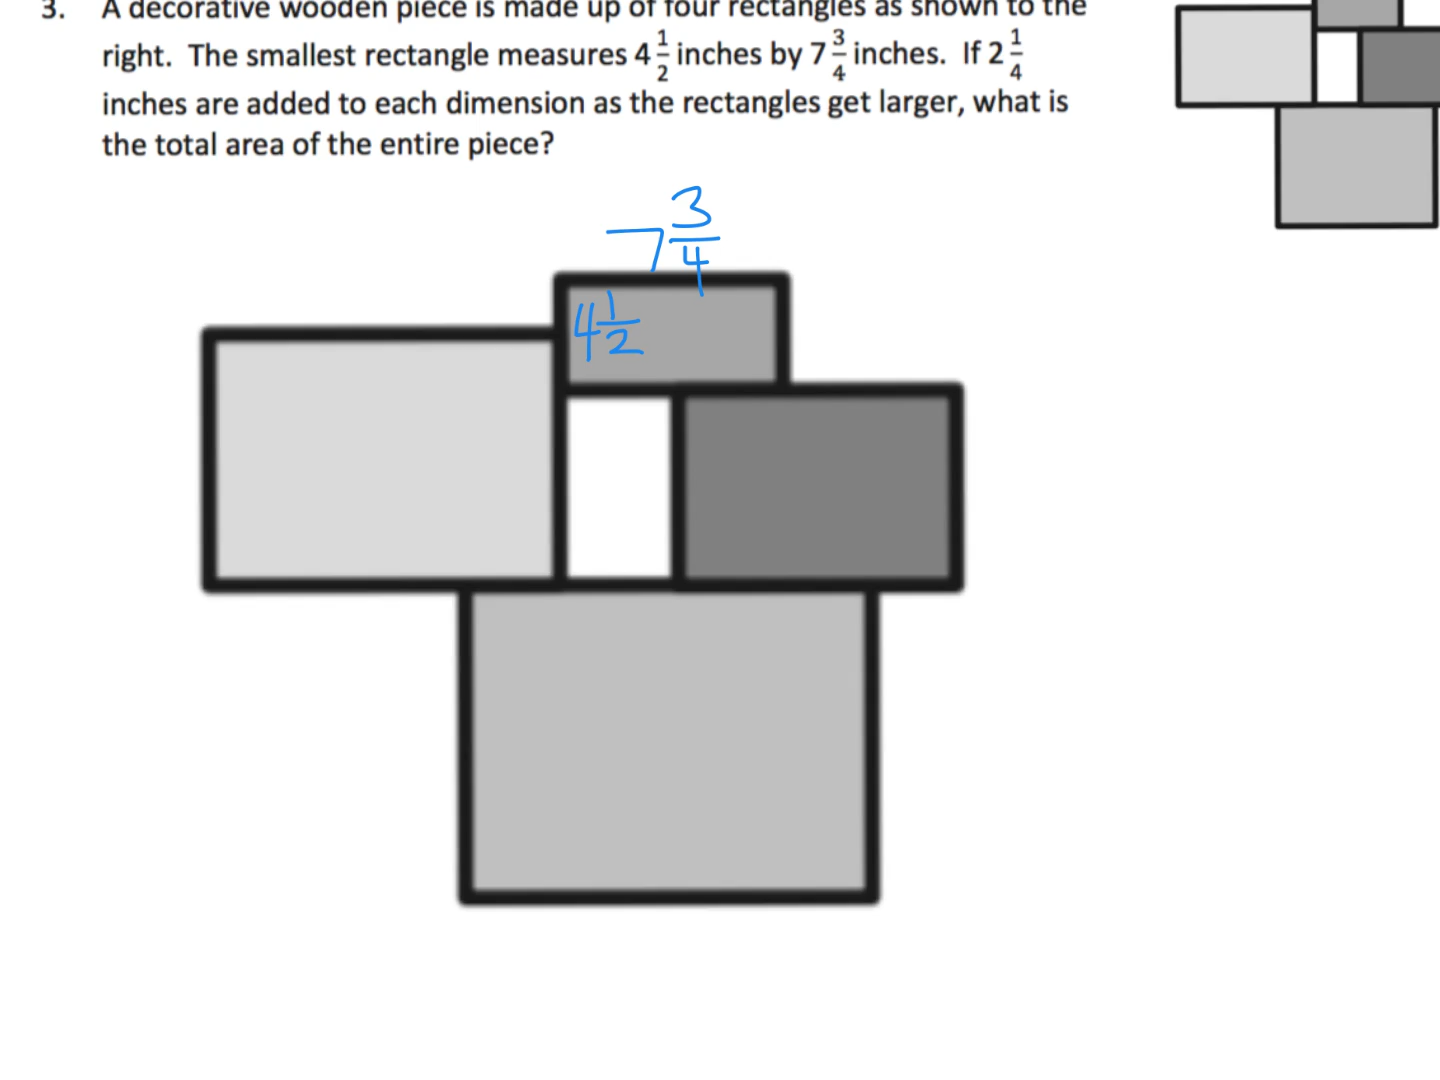 3. A decorative wooden piece is made up of four rectangles as shown to the
right. The smallest rectangle measures 4 1/2 inches by 7 3/4 inches. If 2 1/4
inches are added to each dimension as the rectangles get larger, what is
the total area of the entire piece?
7 3/4
4 1/2